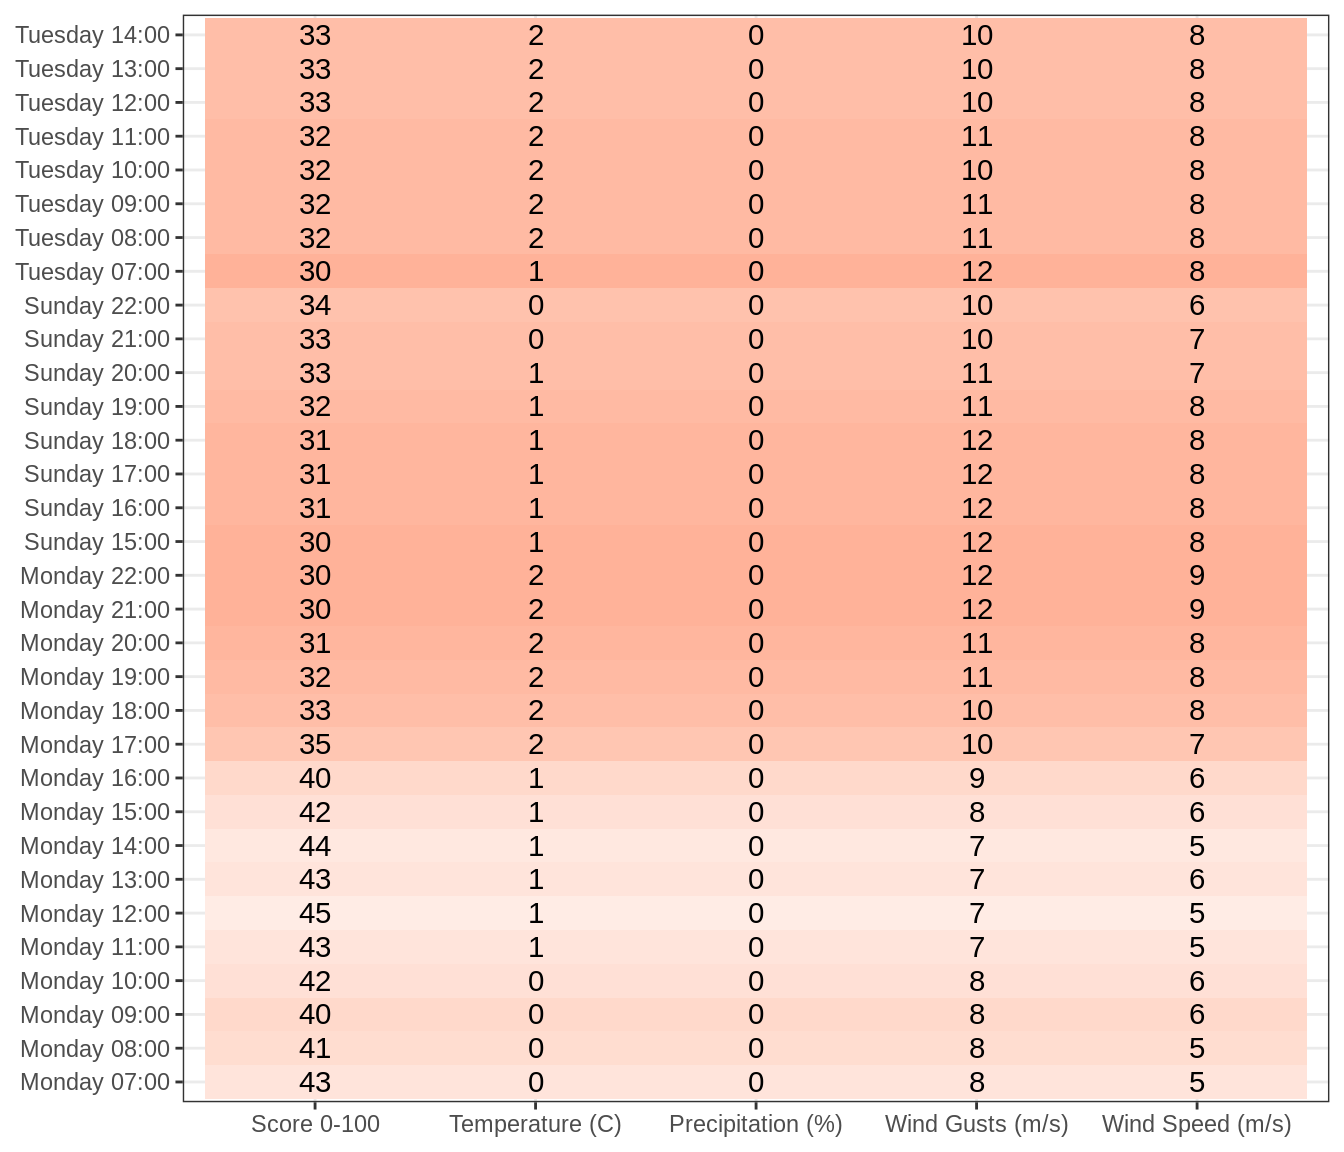 Tuesday 14:00 33 2 0 10 8
Tuesday 13:00 33 2 0 10 8
Tuesday 12:00 33 2 0 10 8
Tuesday 11:00 32 2 0 11 8
Tuesday 10:00 32 2 0 10 8
Tuesday 09:00 32 2 0 11 8
Tuesday 08:00 32 2 0 11 8
Tuesday 07:00 30 1 0 12 8
Sunday 22:00 34 0 0 10 6
Sunday 21:00 33 0 0 10 7
Sunday 20:00 33 1 0 11 7
Sunday 19:00 32 1 0 11 8
Sunday 18:00 31 1 0 12 8
Sunday 17:00 31 1 0 12 8
Sunday 16:00 31 1 0 12 8
Sunday 15:00 30 1 0 12 8
Monday 22:00 30 2 0 12 9
Monday 21:00 30 2 0 12 9
Monday 20:00 31 2 0 11 8
Monday 19:00 32 2 0 11 8
Monday 18:00 33 2 0 10 8
Monday 17:00 35 2 0 10 7
Monday 16:00 40 1 0 9 6
Monday 15:00 42 1 0 8 6
Monday 14:00 44 1 0 7 5
Monday 13:00 43 1 0 7 6
Monday 12:00 45 1 0 7 5
Monday 11:00 43 1 0 7 5
Monday 10:00 42 0 0 8 6
Monday 09:00 40 0 0 8 6
Monday 08:00 41 0 0 8 5
Monday 07:00 43 0 0 8 5
Score 0-100 Temperature (C) Precipitation (%) Wind Gusts (m/s) Wind Speed (m/s)